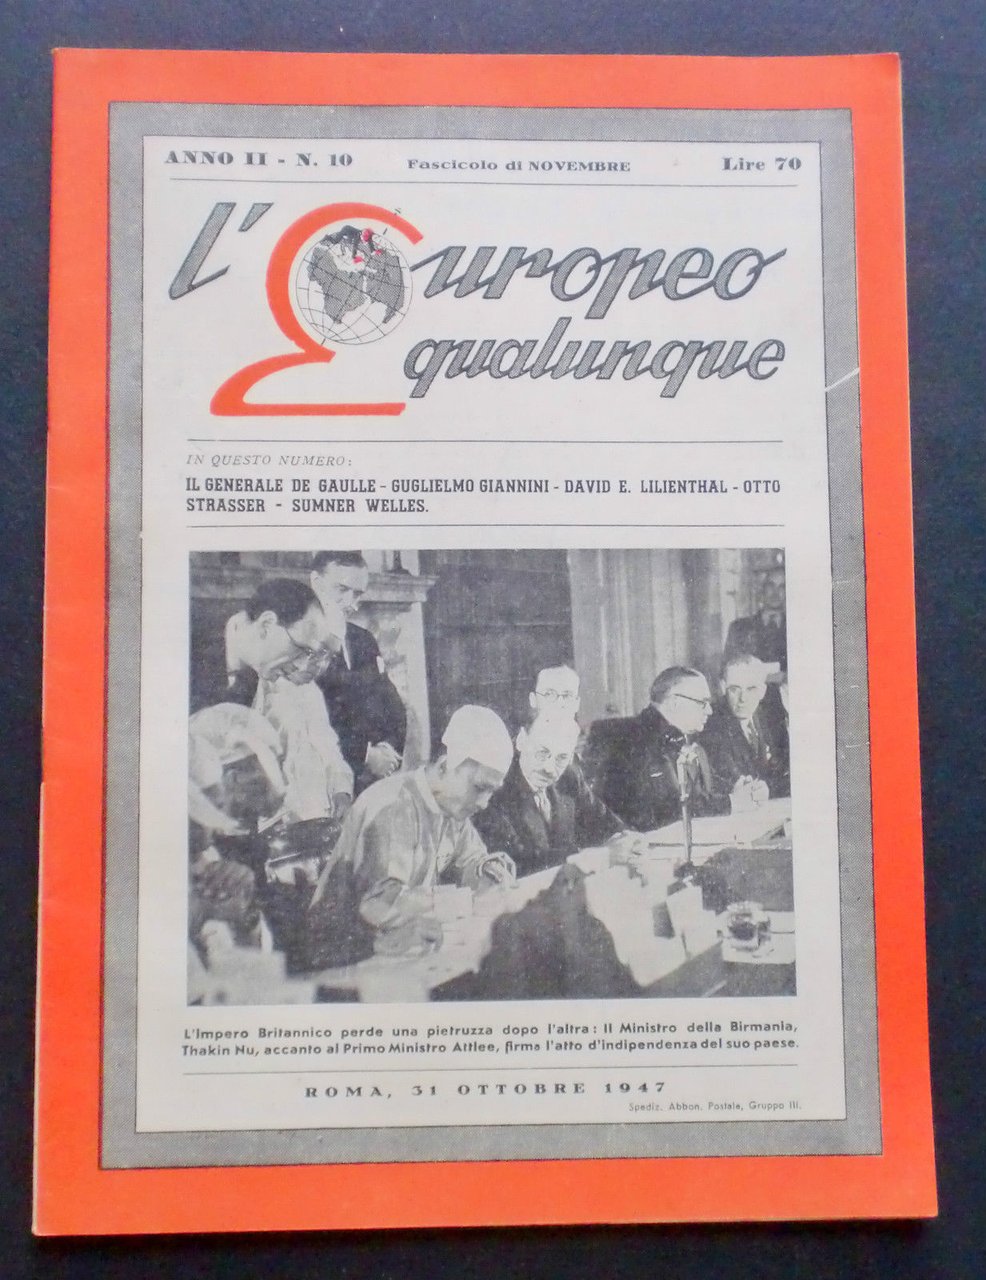 ANNO II - N. 10 Fascicolo di NOVEMBRE Lire 70
l'Europeo
qualunque
IN QUESTO NUMERO:
IL GENERALE DE GAULLE - GUGLIELMO GIANNINI - DAVID E. LILIENTHAL - OTTO
STRASSER - SUMNER WELLES.
L'Impero Britannico perde una pietruzza dopo l'altra: Il Ministro della Birmania,
Thakin Nu, accanto al Primo Ministro Attlee, firma l'atto d'indipendenza del suo paese.
ROMA, 31 OTTOBRE 1947
Spediz. Abbon. Postale, Gruppo III.